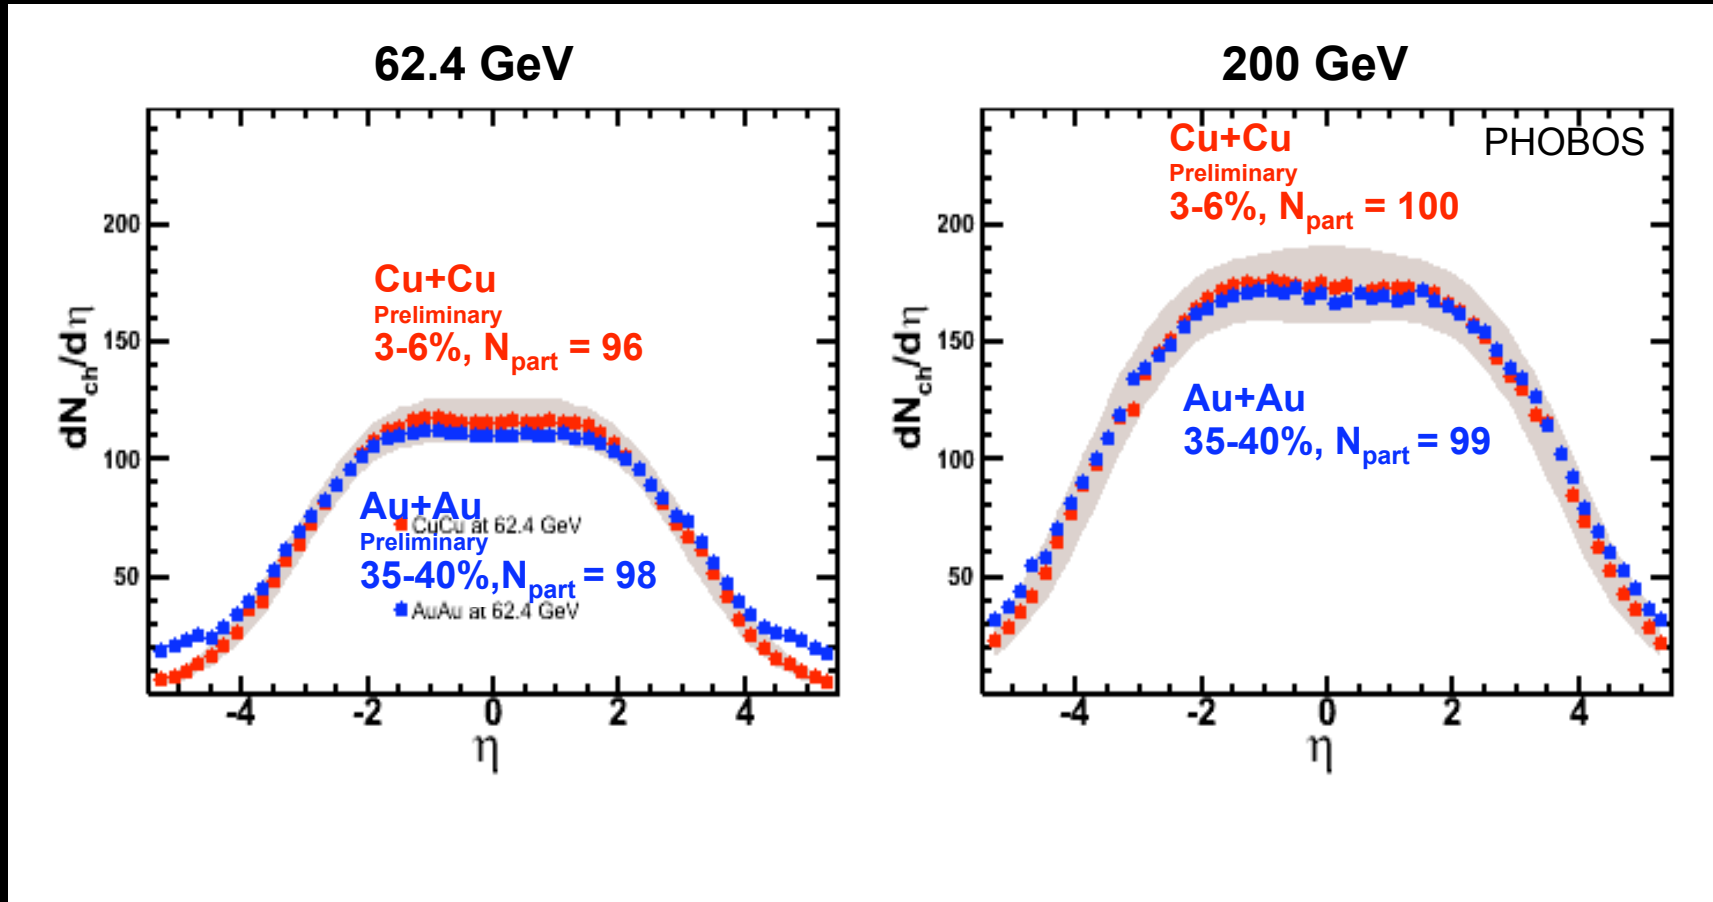 62.4 GeV
200 GeV
Cu+Cu
Preliminary
3-6%, Npart = 96
Au+Au
CuCu at 62.4 GeV
Preliminary
35-40%,Npart = 98
AuAu at 62.4 GeV
dNch/dη
200
150
100
50
-4 -2 0 2 4
η
Cu+Cu
PHOBOS
Preliminary
3-6%, Npart = 100
Au+Au
35-40%, Npart = 99
dNch/dη
200
150
100
50
-4 -2 0 2 4
η